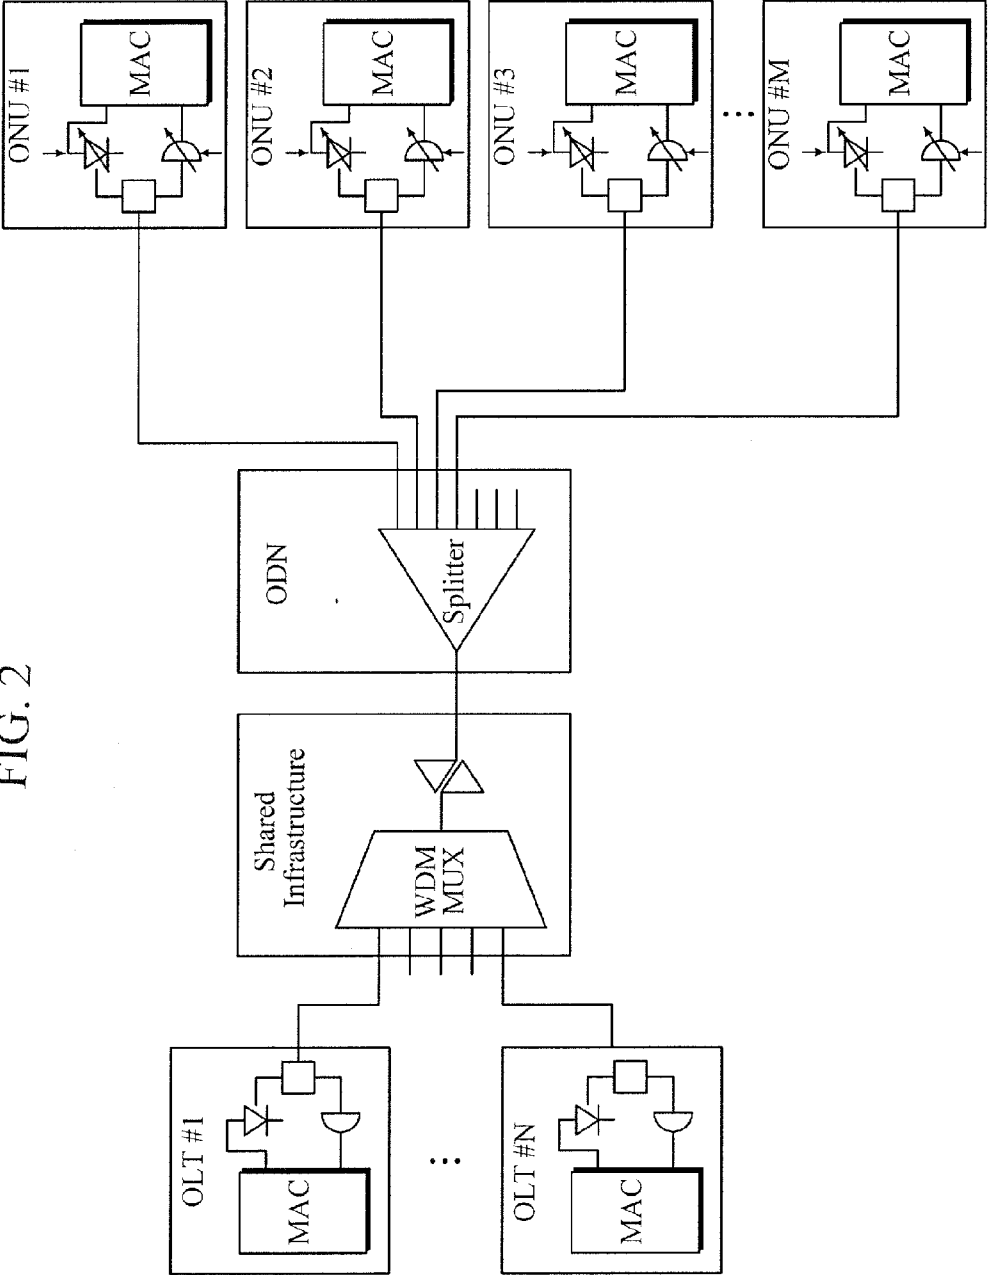 FIG. 2
OLT #1
MAC
...
OLT #N
MAC
Shared
Infrastructure
WDM
MUX
ODN
Splitter
ONU #1
MAC
ONU #2
MAC
ONU #3
MAC
...
ONU #M
MAC